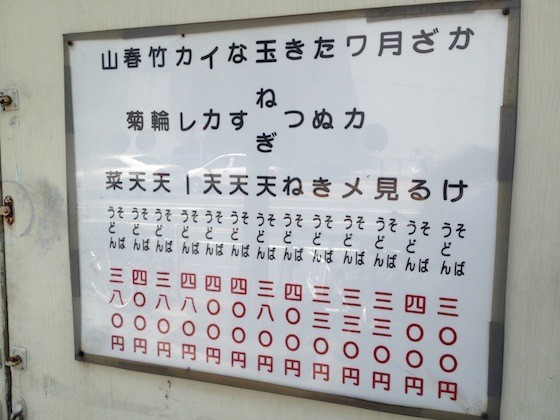 かけ そば うどん 三〇〇円
ざる そば うどん 四〇〇円
月見 そば うどん 三三〇円
ワカメ そば うどん 三三〇円
たぬき そば うどん 三三〇円
きつね そば うどん 四〇〇円
玉ねぎ天 そば うどん 三八〇円
なす天 そば うどん 四〇〇円
イカ天 そば うどん 四〇〇円
カレー そば うどん 四八〇円
竹輪天 そば うどん 三八〇円
春菊天 そば うどん 四〇〇円
山菜 そば うどん 三八〇円